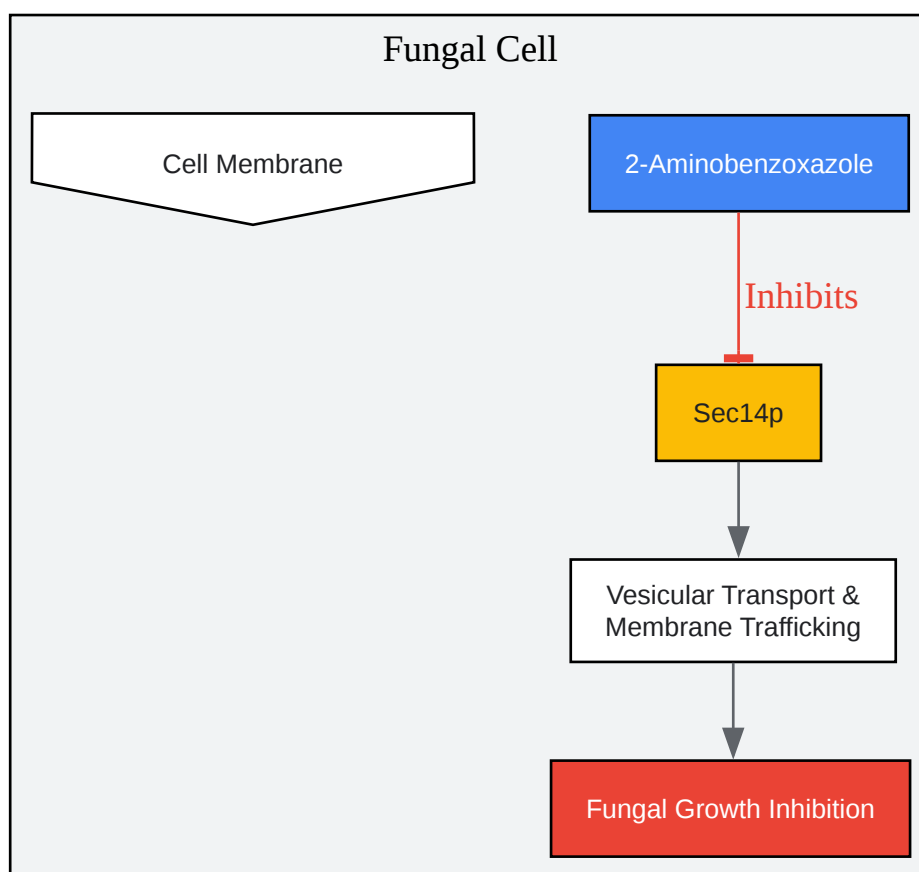 Fungal Cell
Cell Membrane
2-Aminobenzoxazole
Inhibits
Sec14p
Vesicular Transport &
Membrane Trafficking
Fungal Growth Inhibition